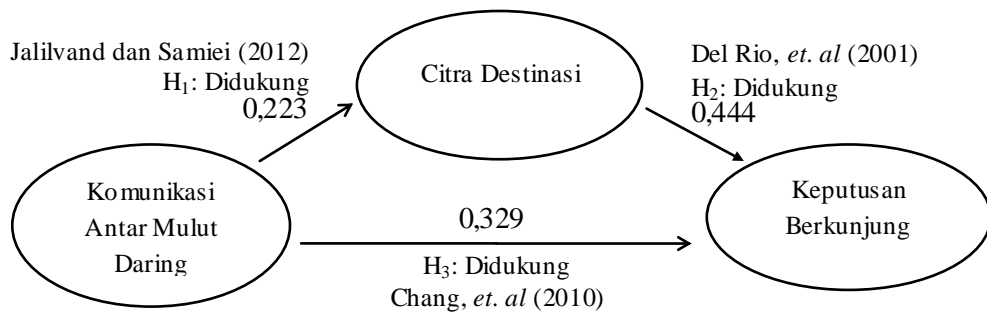 Jalilvand dan Samiei (2012)
H₁: Didukung
0,223
Citra Destinasi
Del Rio, et. al (2001)
H₂: Didukung
0,444
Komunikasi
Antar Mulut
Daring
0,329
H₃: Didukung
Chang, et. al (2010)
Keputusan
Berkunjung